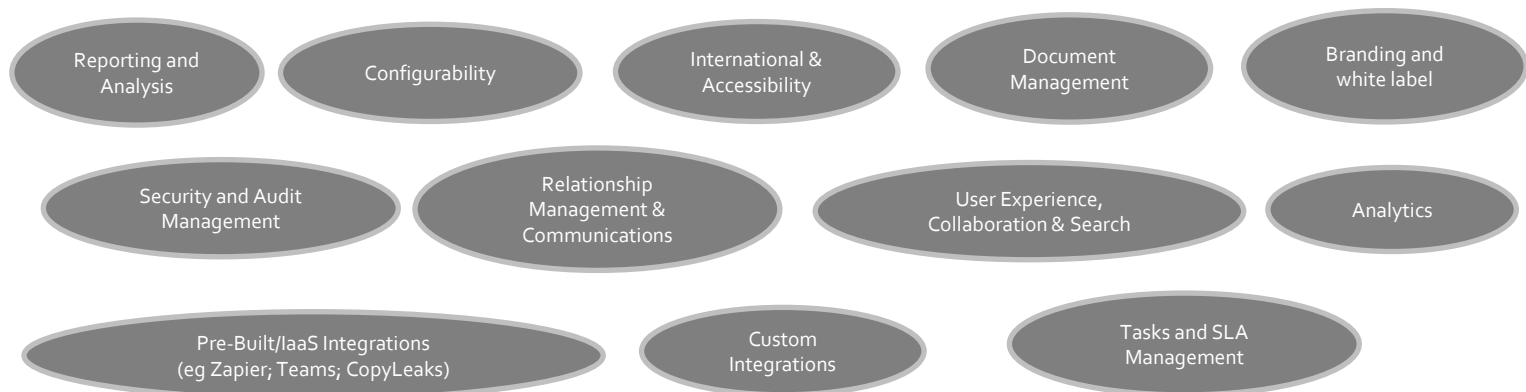 Reporting and
Analysis
Configurability
International &
Accessibility
Document
Management
Branding and
white label
Security and Audit
Management
Relationship
Management &
Communications
User Experience,
Collaboration & Search
Analytics
Pre-Built/IaaS Integrations
(eg Zapier; Teams; CopyLeaks)
Custom
Integrations
Tasks and SLA
Management